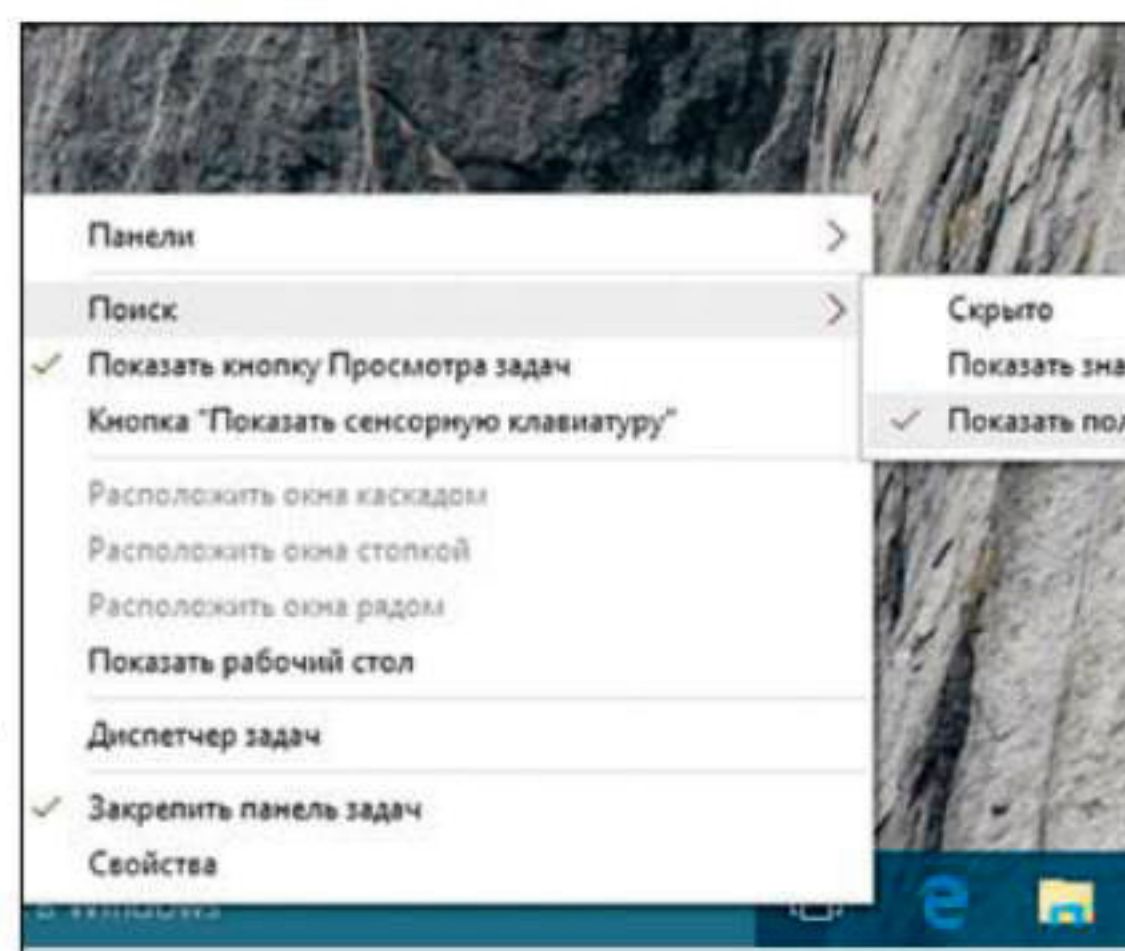 Панели
Поиск
Показать кнопку Просмотра задач
Кнопка "Показать сенсорную клавиатуру"
Расположить окна каскадом
Расположить окна стопкой
Расположить окна рядом
Показать рабочий стол
Диспетчер задач
Закрепить панель задач
Свойства
Скрыто
Показать зна
Показать пол
в Windows